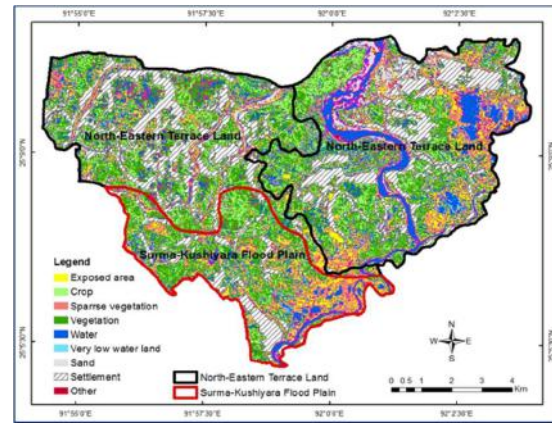 91°55'0"E 91°57'30"E 92°0'0"E 92°2'30"E
North-Eastern Terrace Land
North-Eastern Terrace Land
Surma-Kushiyara Flood Plain
Legend
Exposed area
Crop
Sparrse vegetation
Vegetation
Water
Very low water land
Sand
Settlement
Other
North-Eastern Terrace Land
Surma-Kushiyara Flood Plain
N
W E
S
0 0.5 1 2 3 4
Km
91°55'0"E 91°57'30"E 92°0'0"E 92°2'30"E